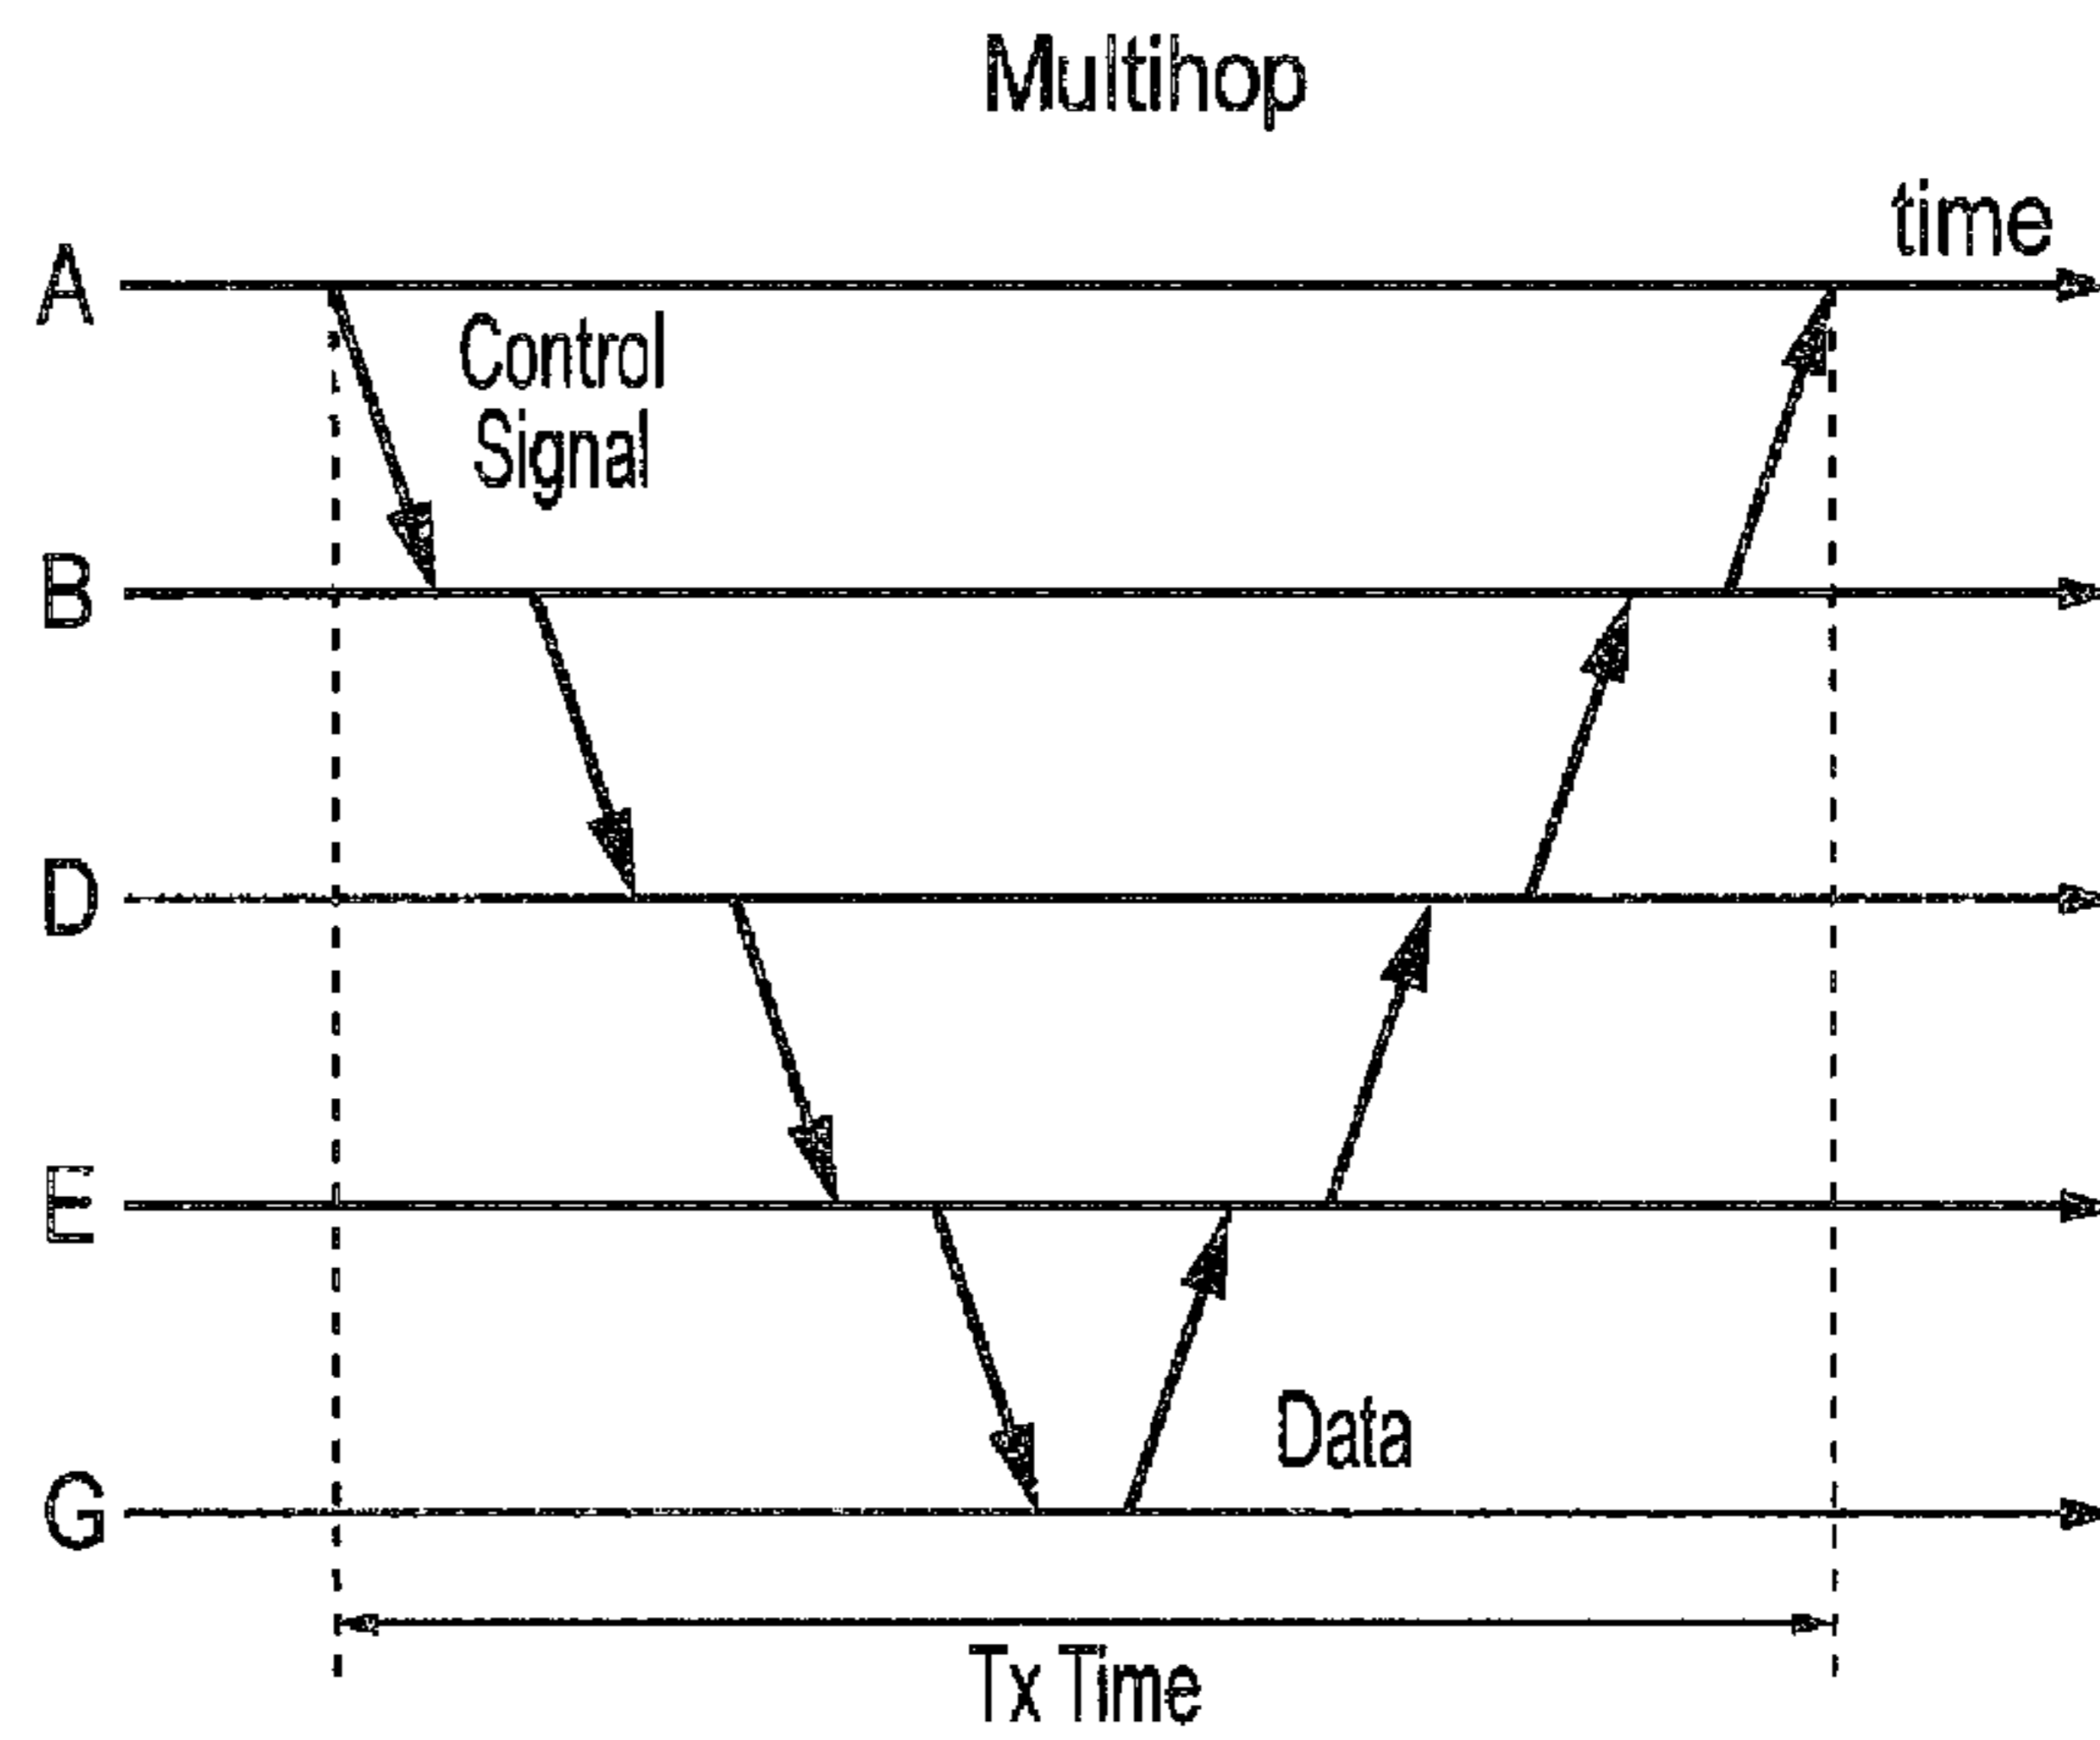 Multihop
time
A
Control
Signal
B
D
E
Data
G
Tx Time